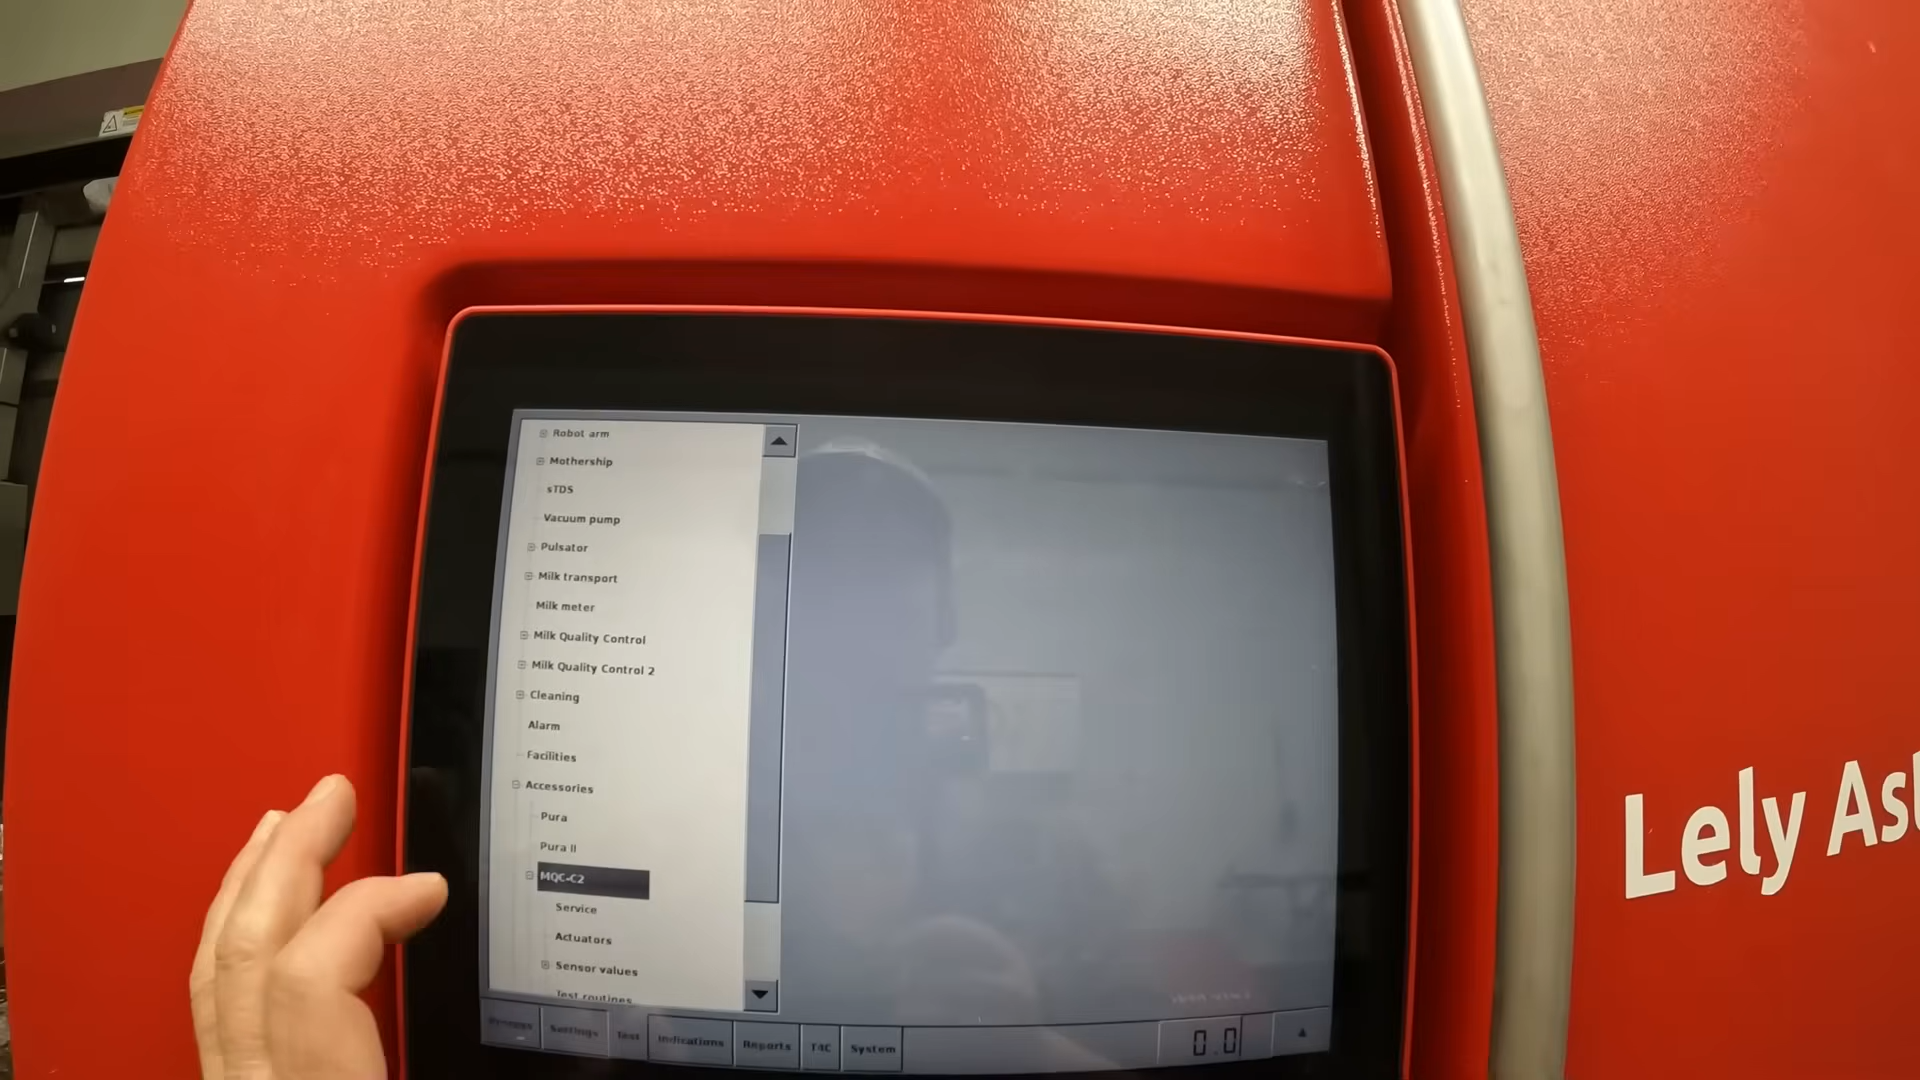 Robot arm
Mothership
sTDS
Vacuum pump
Pulsator
Milk transport
Milk meter
Milk Quality Control
Milk Quality Control 2
Cleaning
Alarm
Facilities
Accessories
Pura
Pura II
MQC-C2
Service
Actuators
Sensor values
Test routines
Process Settings Test Indications Reports T4C System 0.0
Lely As